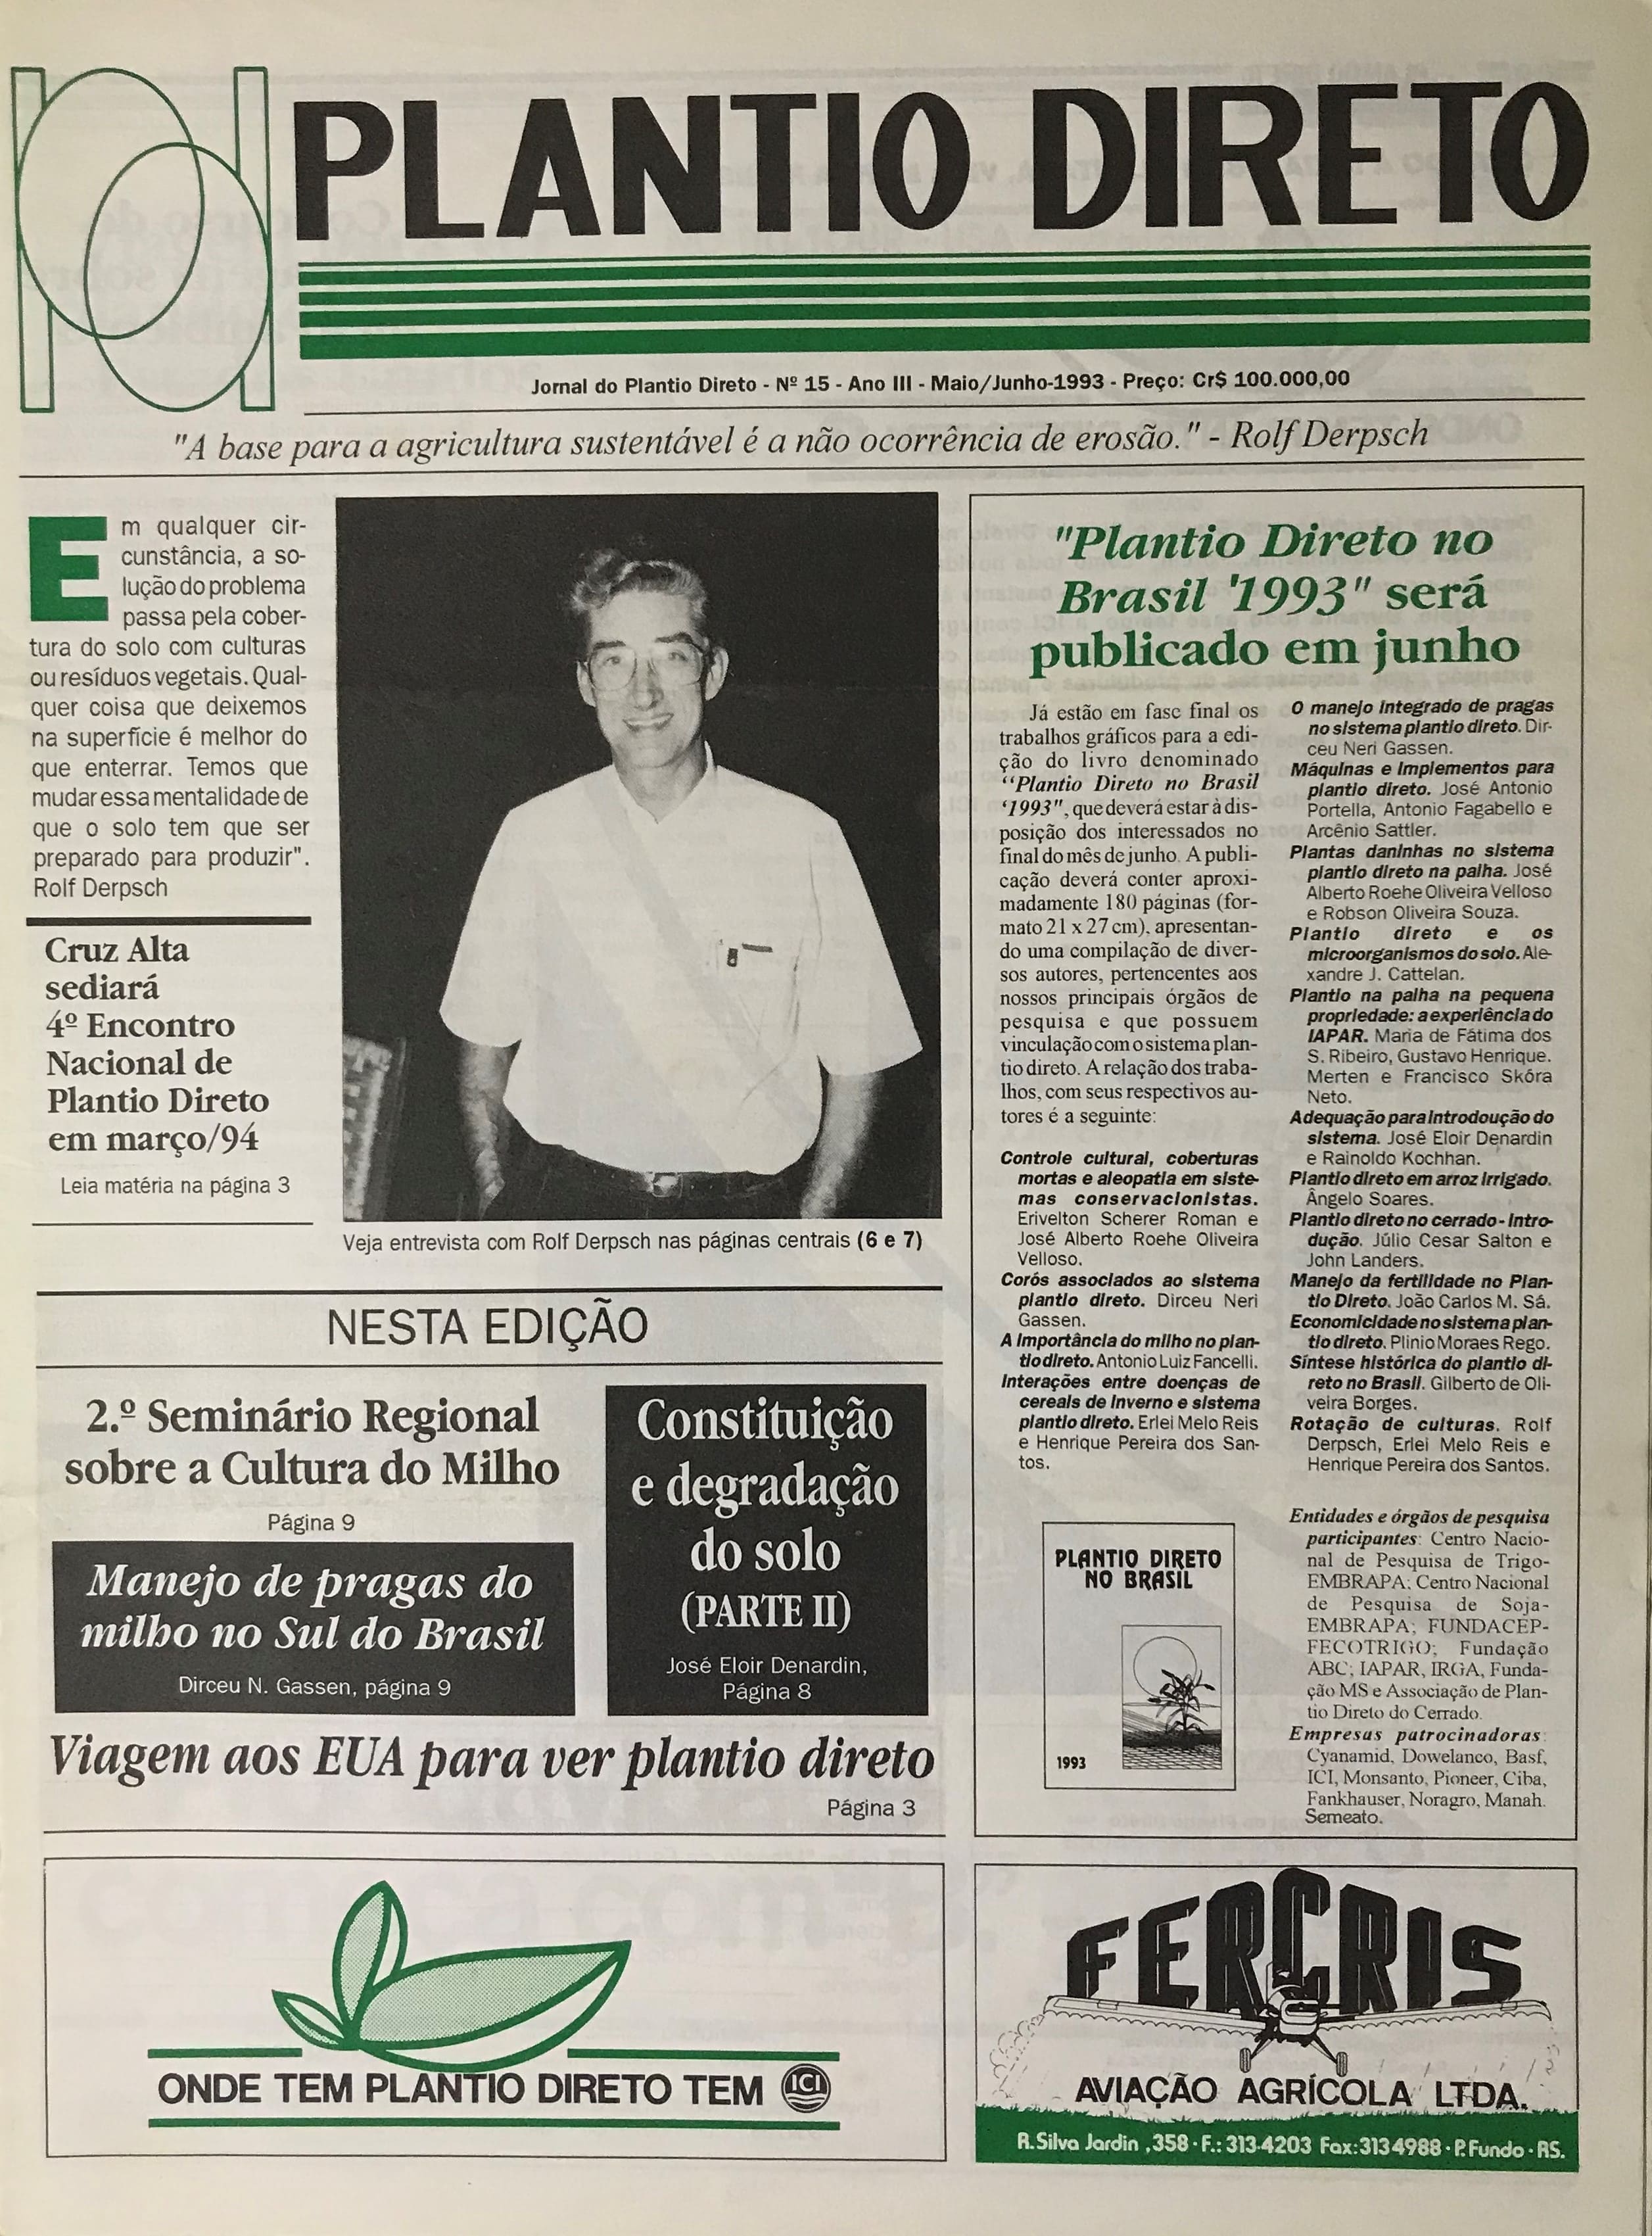 PLANTIO DIRETO
Jornal do Plantio Direto - Nº 15 - Ano III - Maio/Junho-1993 - Preço: Cr$ 100.000,00
"A base para a agricultura sustentável é a não ocorrência de erosão." - Rolf Derpsch
Em qualquer cir-
cunstância, a so-
lução do problema
passa pela cober-
tura do solo com culturas
ou resíduos vegetais. Qual-
quer coisa que deixemos
na superfície é melhor do
que enterrar. Temos que
mudar essa mentalidade de
que o solo tem que ser
preparado para produzir".
Rolf Derpsch
Cruz Alta
sediará
4º Encontro
Nacional de
Plantio Direto
em março/94
Leia matéria na página 3
Veja entrevista com Rolf Derpsch nas páginas centrais (6 e 7)
NESTA EDIÇÃO
2.º Seminário Regional
sobre a Cultura do Milho
Página 9
Manejo de pragas do
milho no Sul do Brasil
Dirceu N. Gassen, página 9
Constituição
e degradação
do solo
(PARTE II)
José Eloir Denardin,
Página 8
Viagem aos EUA para ver plantio direto
Página 3
"Plantio Direto no
Brasil '1993" será
publicado em junho
Já estão em fase final os
trabalhos gráficos para a edi-
ção do livro denominado
“Plantio Direto no Brasil
‘1993", que deverá estar à dis-
posição dos interessados no
final do mês de junho. A publi-
cação deverá conter aproxi-
madamente 180 páginas (for-
mato 21 x 27 cm), apresentan-
do uma compilação de diver-
sos autores, pertencentes aos
nossos principais órgãos de
pesquisa e que possuem
vinculação com o sistema plan-
tio direto. A relação dos traba-
lhos, com seus respectivos au-
tores é a seguinte:
Controle cultural, coberturas
mortas e aleopatia em siste-
mas conservacionistas.
Erivelton Scherer Roman e
José Alberto Roehe Oliveira
Velloso.
Corós associados ao sistema
plantio direto. Dirceu Neri
Gassen.
A importância do milho no plan-
tio direto. Antonio Luiz Fancelli.
Interações entre doenças de
cereais de inverno e sistema
plantio direto. Erlei Melo Reis
e Henrique Pereira dos San-
tos.
O manejo integrado de pragas
no sistema plantio direto. Dir-
ceu Neri Gassen.
Máquinas e implementos para
plantio direto. José Antonio
Portella, Antonio Fagabello e
Arcênio Sattler.
Plantas daninhas no sistema
plantio direto na palha. José
Alberto Roehe Oliveira Velloso
e Robson Oliveira Souza.
Plantio direto e os
microorganismos do solo. Ale-
xandre J. Cattelan.
Plantio na palha na pequena
propriedade: a experiência do
IAPAR. Maria de Fátima dos
S. Ribeiro, Gustavo Henrique.
Merten e Francisco Skóra
Neto.
Adequação para introdoução do
sistema. José Eloir Denardin
e Rainoldo Kochhan.
Plantio direto em arroz irrigado.
Ângelo Soares.
Plantio direto no cerrado - Intro-
dução. Júlio Cesar Salton e
John Landers.
Manejo da fertilidade no Plan-
tio Direto. João Carlos M. Sá.
Economicidade no sistema plan-
tio direto. Plinio Moraes Rego.
Síntese histórica do plantio di-
reto no Brasil. Gilberto de Oli-
veira Borges.
Rotação de culturas. Rolf
Derpsch, Erlei Melo Reis e
Henrique Pereira dos Santos.
PLANTIO DIRETO
NO BRASIL
1993
Entidades e órgãos de pesquisa
participantes: Centro Nacio-
nal de Pesquisa de Trigo-
EMBRAPA; Centro Nacional
de Pesquisa de Soja-
EMBRAPA; FUNDACEP-
FECOTRIGO; Fundação
ABC; IAPAR, IRGA, Funda-
ção MS e Associação de Plan-
tio Direto do Cerrado.
Empresas patrocinadoras:
Cyanamid, Dowelanco, Basf,
ICI, Monsanto, Pioneer, Ciba,
Fankhauser, Noragro, Manah.
Semeato.
ONDE TEM PLANTIO DIRETO TEM ICI
FERCRIS
AVIAÇÃO AGRÍCOLA LTDA.
R. Silva Jardin ,358 · F.: 313-4203 Fax:3134988 · P. Fundo · RS.